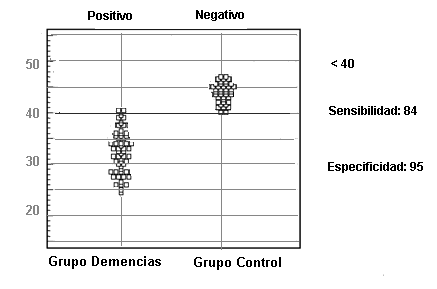 Positivo Negativo
50
< 40
40
Sensibilidad: 84
30
Especificidad: 95
20
Grupo Demencias Grupo Control